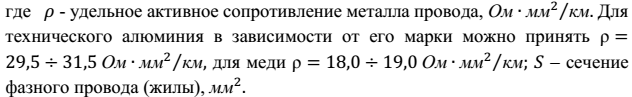 где ρ - удельное активное сопротивление металла провода, Ом · мм²/км. Для
технического алюминия в зависимости от его марки можно принять ρ =
29,5 ÷ 31,5 Ом · мм²/км, для меди ρ = 18,0 ÷ 19,0 Ом · мм²/км; S – сечение
фазного провода (жилы), мм².